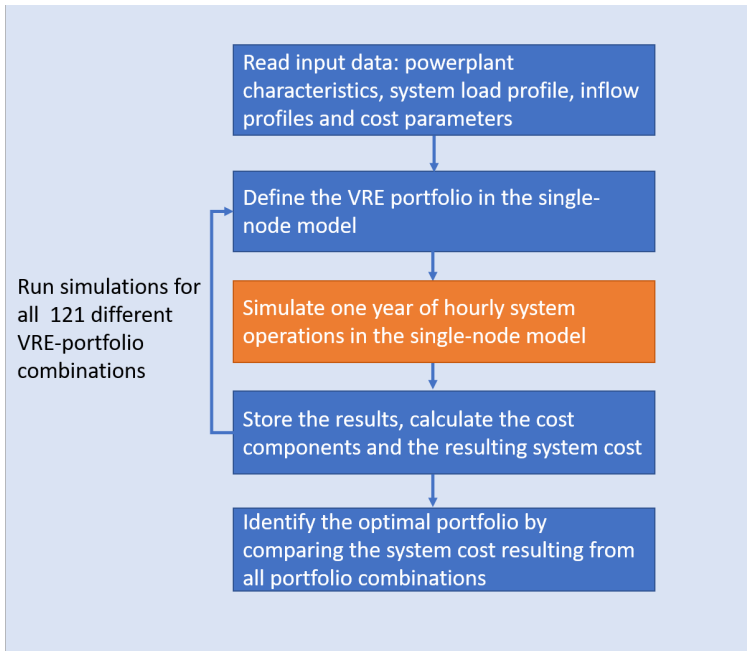 Read input data: powerplant
characteristics, system load profile, inflow
profiles and cost parameters
Define the VRE portfolio in the single-
node model
Run simulations for
all 121 different
VRE-portfolio
combinations
Simulate one year of hourly system
operations in the single-node model
Store the results, calculate the cost
components and the resulting system cost
Identify the optimal portfolio by
comparing the system cost resulting from
all portfolio combinations